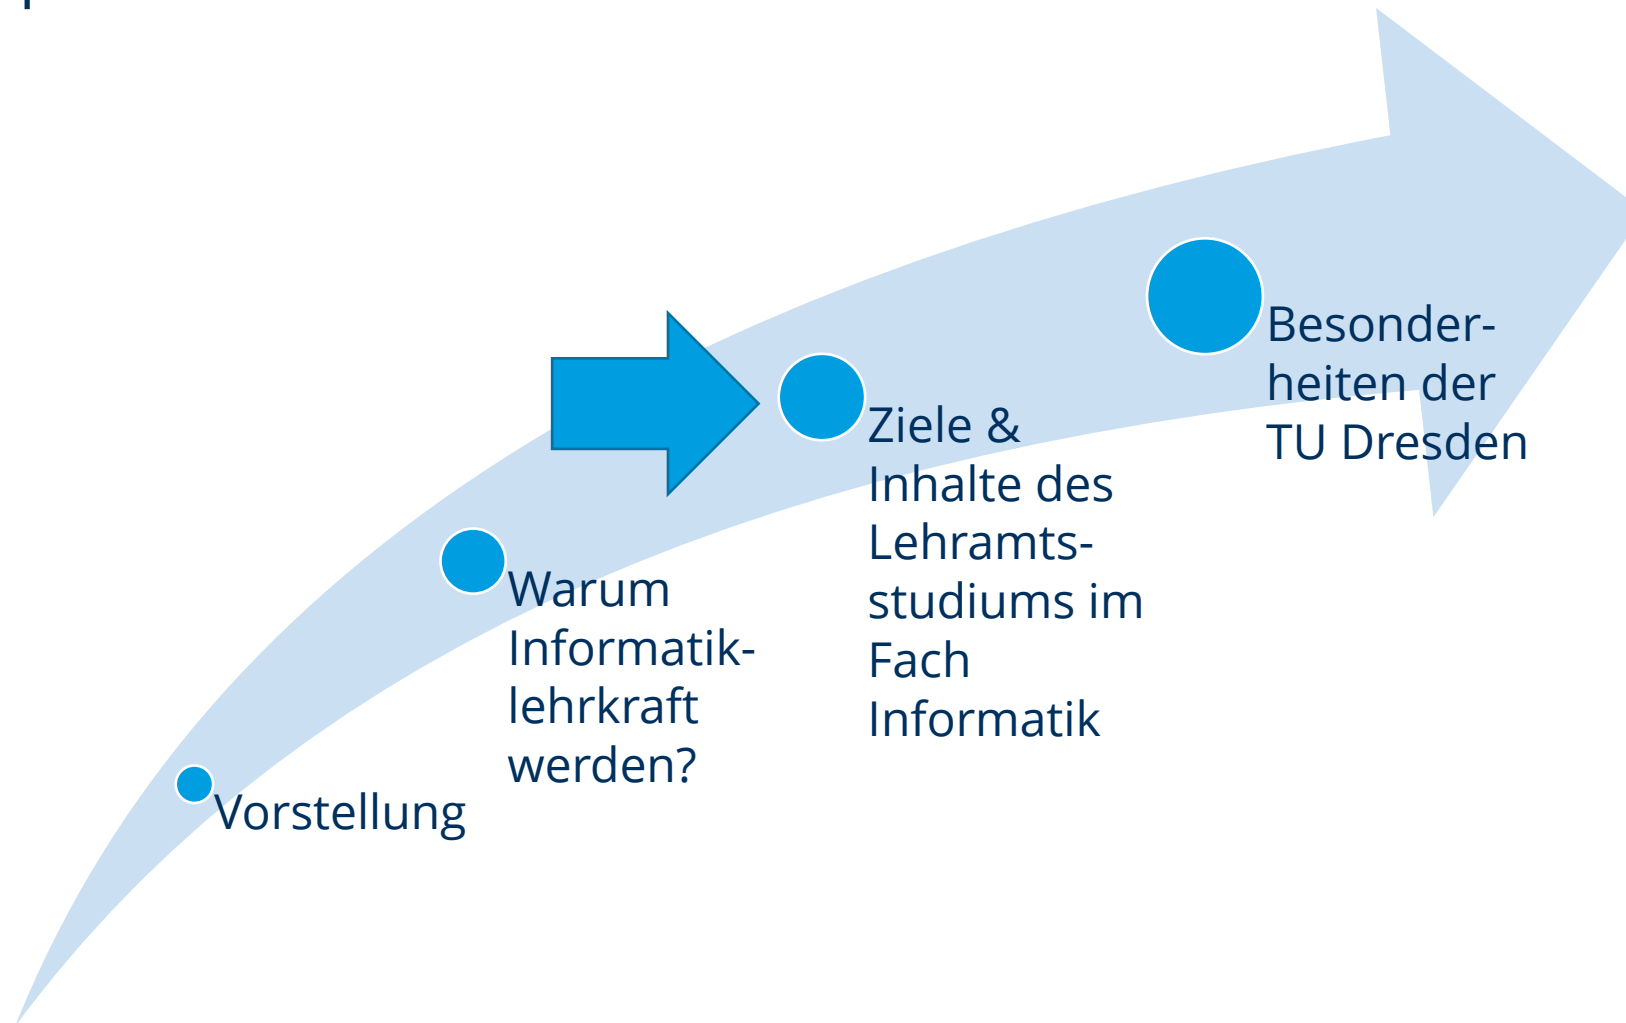 Vorstellung
Warum
Informatik-
lehrkraft
werden?
Ziele &
Inhalte des
Lehramts-
studiums im
Fach
Informatik
Besonder-
heiten der
TU Dresden